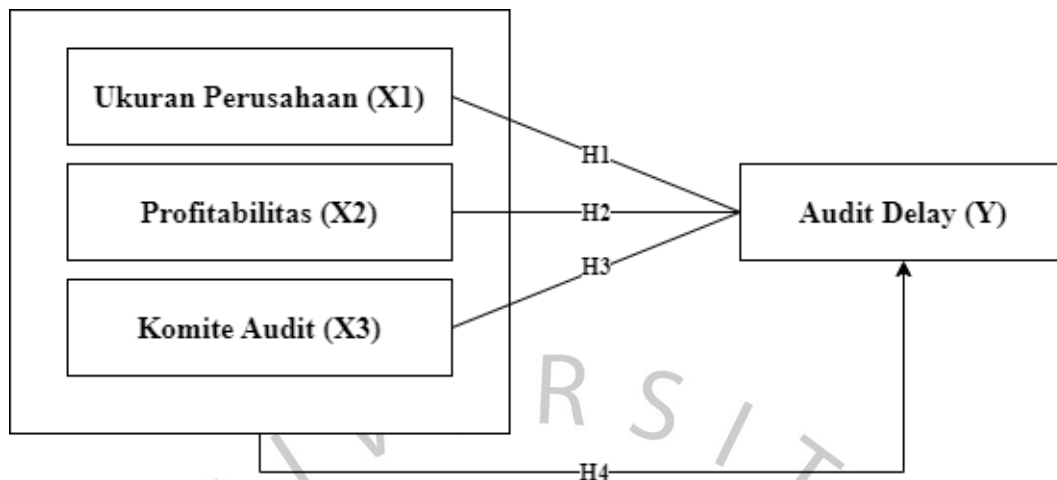 Ukuran Perusahaan (X1)
H1
Profitabilitas (X2)
H2
Audit Delay (Y)
H3
Komite Audit (X3)
H4